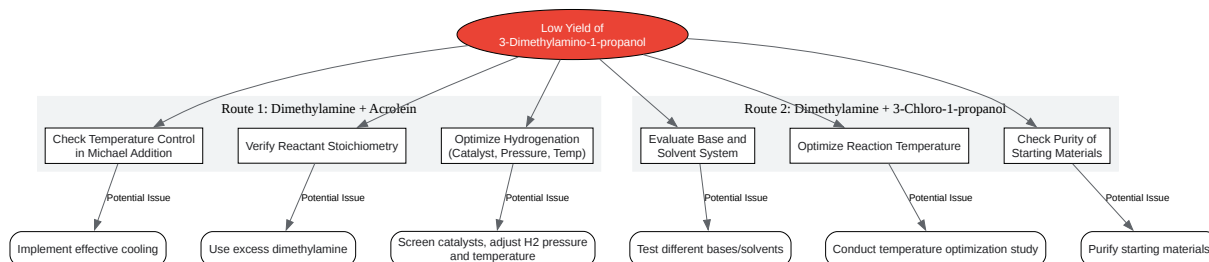 Low Yield of
3-Dimethylamino-1-propanol
Route 1: Dimethylamine + Acrolein
Route 2: Dimethylamine + 3-Chloro-1-propanol
Check Temperature Control
in Michael Addition
Verify Reactant Stoichiometry
Optimize Hydrogenation
(Catalyst, Pressure, Temp)
Evaluate Base and
Solvent System
Optimize Reaction Temperature
Check Purity of
Starting Materials
Potential Issue
Potential Issue
Potential Issue
Potential Issue
Potential Issue
Potential Issue
Implement effective cooling
Use excess dimethylamine
Screen catalysts, adjust H2 pressure
and temperature
Test different bases/solvents
Conduct temperature optimization study
Purify starting materials